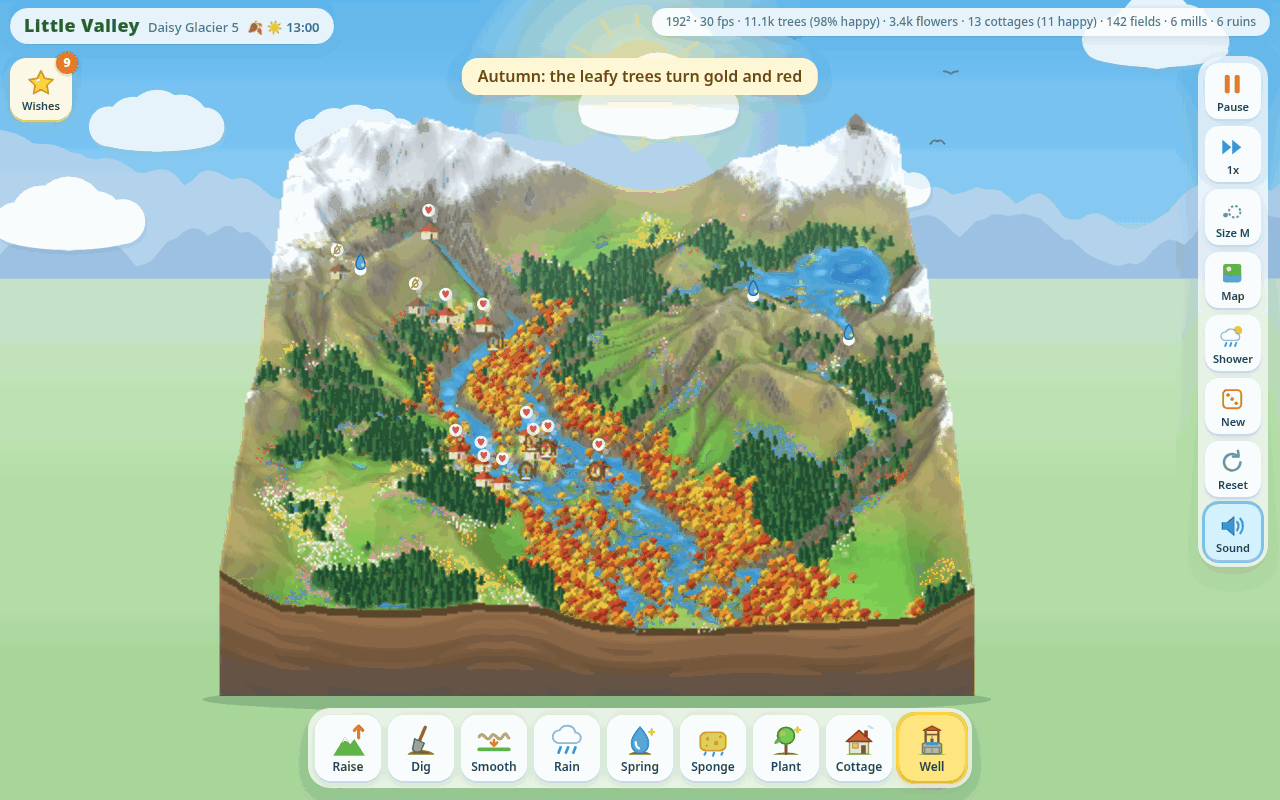 Little Valley Daisy Glacier 5 13:00
192² · 30 fps · 11.1k trees (98% happy) · 3.4k flowers · 13 cottages (11 happy) · 142 fields · 6 mills · 6 ruins
9
Wishes
Autumn: the leafy trees turn gold and red
Pause
1x
Size M
Map
Shower
New
Reset
Sound
Raise
Dig
Smooth
Rain
Spring
Sponge
Plant
Cottage
Well